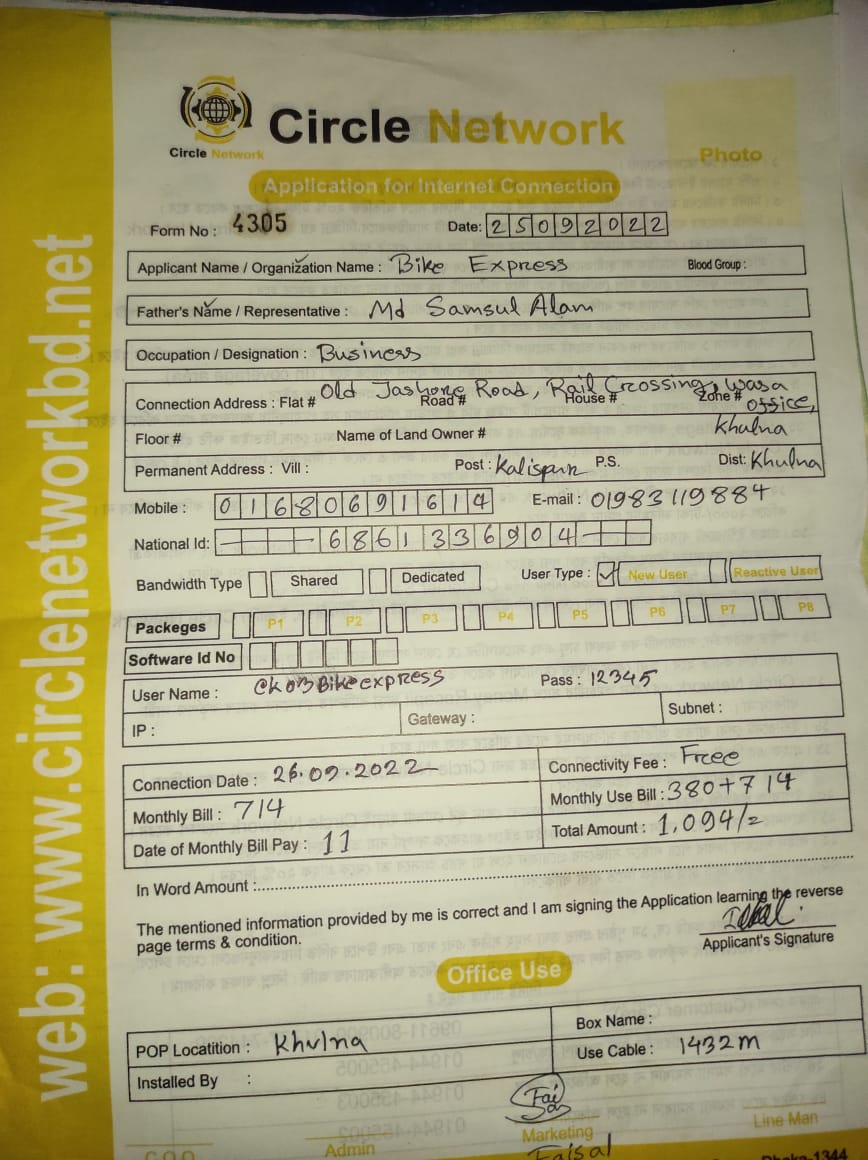 Circle Network
Circle Network
Photo
Application for Internet Connection
Form No : 4305
Date: 25092022
Applicant Name / Organization Name : Bike Express Blood Group :
Father's Name / Representative : Md Samsul Alam
Occupation / Designation : Business
Old Jashore Road, Rail Crossing, wasa
Connection Address : Flat # Road # House # Zone # office,
Floor # Name of Land Owner # Khulna
Permanent Address : Vill : Post : Kalispur P.S. Dist: Khulna
Mobile : 01680691614 E-mail : 01983119884
National Id: 6861336904
Bandwidth Type Shared Dedicated User Type : ✓ New User Reactive User
Packeges P1 P2 P3 P4 P5 P6 P7 P8
Software Id No
User Name : Pass : 12345
IP : Gateway : Subnet :
Connection Date : 26.09.2022 Connectivity Fee : Free
Monthly Bill : 714 Monthly Use Bill : 380+714
Date of Monthly Bill Pay : 11 Total Amount : 1,094/=
In Word Amount :
The mentioned information provided by me is correct and I am signing the Application learning the reverse
page terms & condition.
Applicant's Signature
Office Use
POP Locatition : Khulna Box Name :
Installed By : Use Cable : 1432m
Faisal
C.O.O Admin Marketing Line Man
Faisal
Dhaka-1344
web: www.circlenetworkbd.net